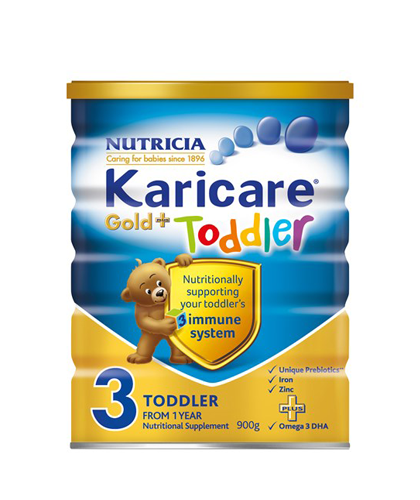 NUTRICIA
Caring for babies since 1896
Karicare®
Gold+
Toddler
Nutritionally
supporting
your toddler's
immune
system
3
TODDLER
FROM 1 YEAR
Nutritional Supplement
900g
✓ Unique Prebiotics™
✓ Iron
✓ Zinc
PLUS
✓ Omega 3 DHA